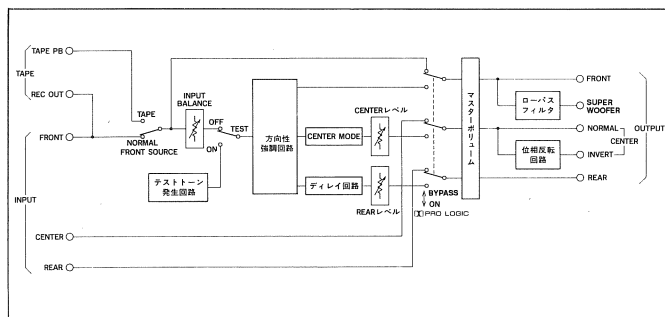 TAPE PB
TAPE
REC OUT
FRONT
INPUT
CENTER
REAR
TAPE
NORMAL
FRONT SOURCE
INPUT
BALANCE
OFF
TEST
ON
テストトーン
発生回路
方向性
強調回路
CENTER MODE
ディレイ回路
CENTERレベル
REARレベル
BYPASS
ON
PRO LOGIC
マスターボリューム
ローパス
フィルタ
位相反転
回路
FRONT
SUPER
WOOFER
NORMAL
CENTER
INVERT
REAR
OUTPUT